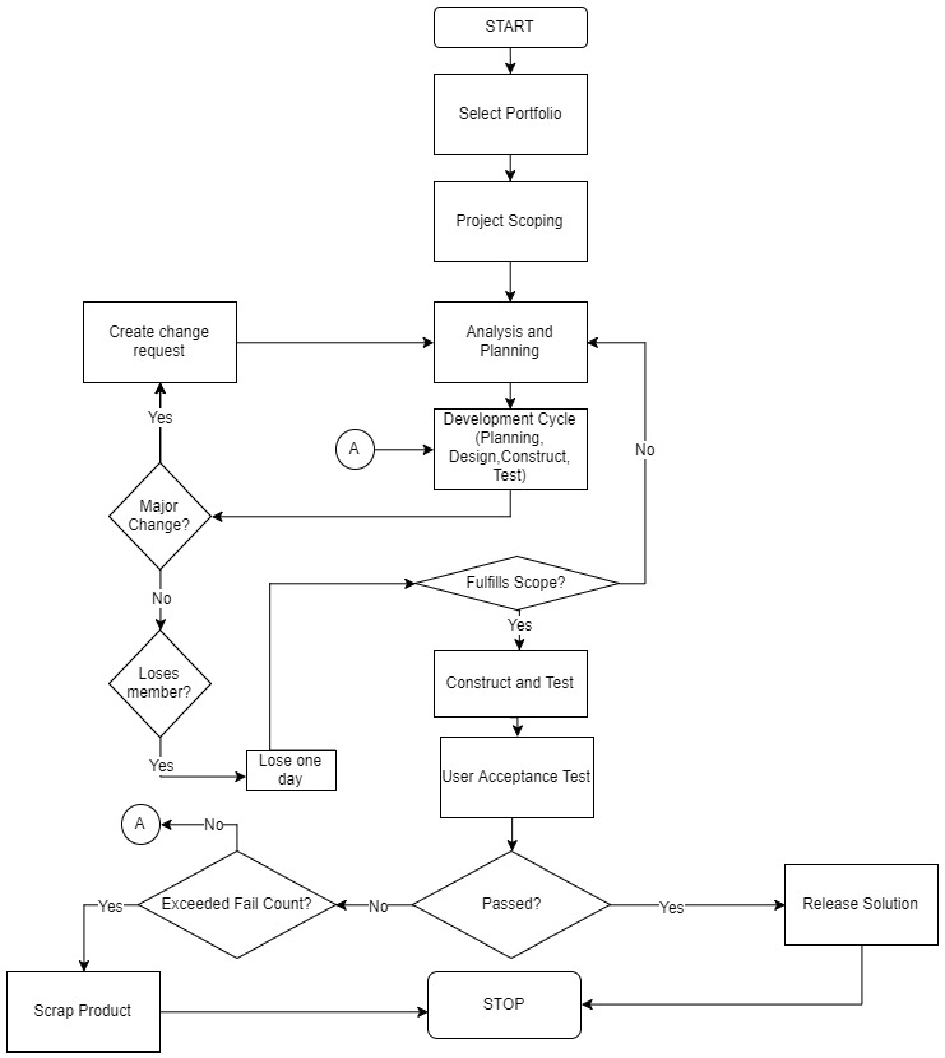 START
Select Portfolio
Project Scoping
Create change
request
Analysis and
Planning
Yes
Development Cycle
(Planning,
Design,Construct,
Test)
A
No
Major
Change?
Fulfills Scope?
No
Yes
Loses
member?
Construct and Test
Yes
Lose one
day
User Acceptance Test
A
No
Exceeded Fail Count?
Passed?
Release Solution
Yes
No
Yes
Scrap Product
STOP